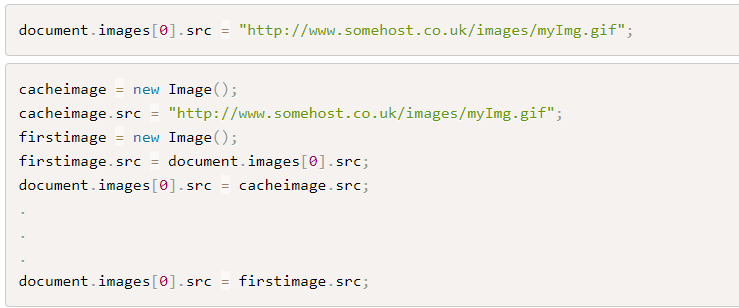 document.images[0].src = "http://www.somehost.co.uk/images/myImg.gif";
cacheimage = new Image();
cacheimage.src = "http://www.somehost.co.uk/images/myImg.gif";
firstimage = new Image();
firstimage.src = document.images[0].src;
document.images[0].src = cacheimage.src;
.
.
.
document.images[0].src = firstimage.src;